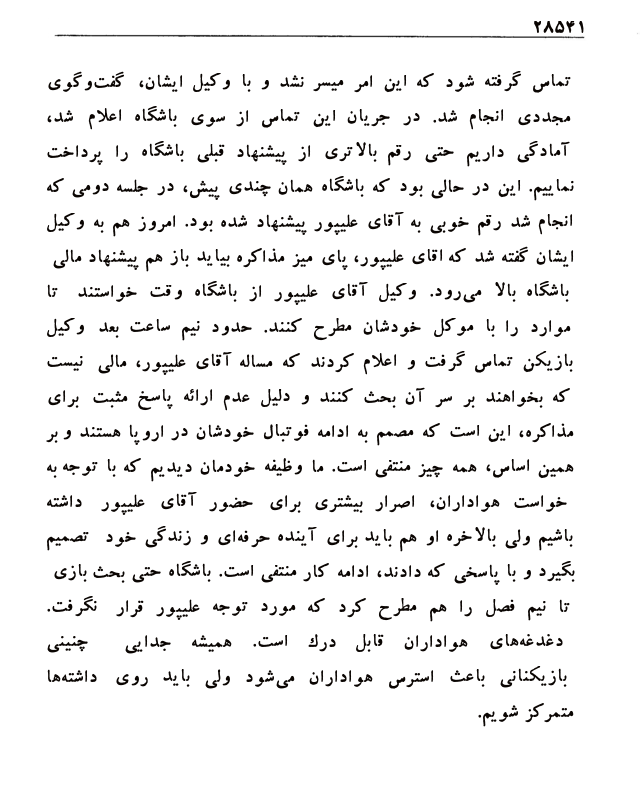 ۲۸۵۴۱
تماس گرفته شود که این امر میسر نشد و با وکیل ایشان، گفت‌وگوی
مجددی انجام شد. در جریان این تماس از سوی باشگاه اعلام شد،
آمادگی داریم حتی رقم بالاتری از پیشنهاد قبلی باشگاه را پرداخت
نماییم. این در حالی بود که باشگاه همان چندی پیش، در جلسه دومی که
انجام شد رقم خوبی به آقای علیپور پیشنهاد شده بود. امروز هم به وکیل
ایشان گفته شد که اقای علیپور، پای میز مذاکره بیاید باز هم پیشنهاد مالی
باشگاه بالا می‌رود. وکیل آقای علیپور از باشگاه وقت خواستند تا
موارد را با موکل خودشان مطرح کنند. حدود نیم ساعت بعد وکیل
بازیکن تماس گرفت و اعلام کردند که مساله آقای علیپور، مالی نیست
که بخواهند بر سر آن بحث کنند و دلیل عدم ارائه پاسخ مثبت برای
مذاکره، این است که مصمم به ادامه فوتبال خودشان در اروپا هستند و بر
همین اساس، همه چیز منتفی است. ما وظیفه خودمان دیدیم که با توجه به
خواست هواداران، اصرار بیشتری برای حضور آقای علیپور داشته
باشیم ولی بالاخره او هم باید برای آینده حرفه‌ای و زندگی خود تصمیم
بگیرد و با پاسخی که دادند، ادامه کار منتفی است. باشگاه حتی بحث بازی
تا نیم فصل را هم مطرح کرد که مورد توجه علیپور قرار نگرفت.
دغدغه‌های هواداران قابل درك است. همیشه جدایی چنینی
بازیکنانی باعث استرس هواداران می‌شود ولی باید روی داشته‌ها
متمرکز شویم.